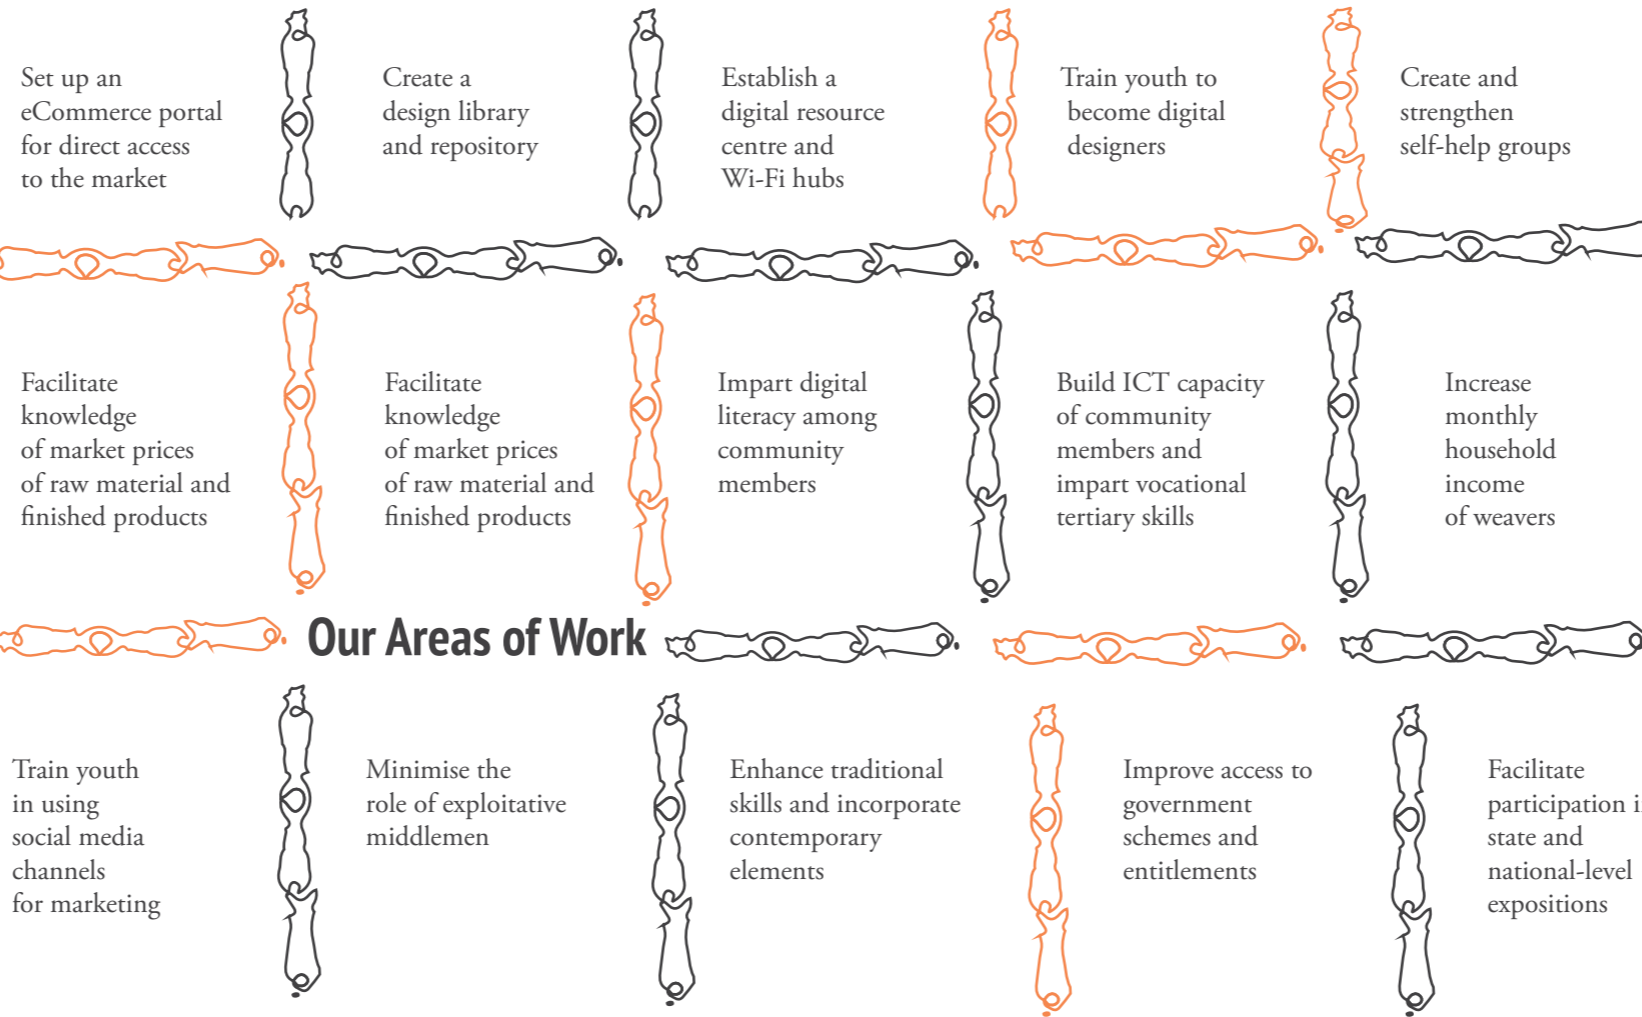 Set up an
eCommerce portal
for direct access
to the market
Create a
design library
and repository
Establish a
digital resource
centre and
Wi-Fi hubs
Train youth to
become digital
designers
Create and
strengthen
self-help groups
Facilitate
knowledge
of market prices
of raw material and
finished products
Facilitate
knowledge
of market prices
of raw material and
finished products
Impart digital
literacy among
community
members
Build ICT capacity
of community
members and
impart vocational
tertiary skills
Increase
monthly
household
income
of weavers
Our Areas of Work
Train youth
in using
social media
channels
for marketing
Minimise the
role of exploitative
middlemen
Enhance traditional
skills and incorporate
contemporary
elements
Improve access to
government
schemes and
entitlements
Facilitate
participation
state and
national-level
expositions